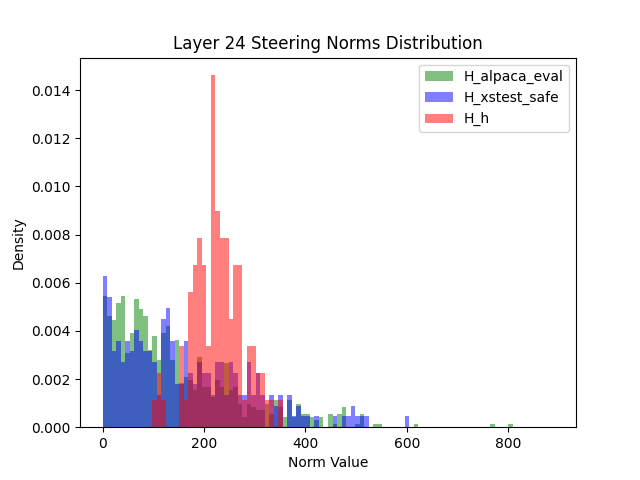 Layer 24 Steering Norms Distribution
H_alpaca_eval
H_xstest_safe
H_h
0.014
0.012
0.010
0.008
0.006
0.004
0.002
0.000
Density
0
200
400
600
800
Norm Value